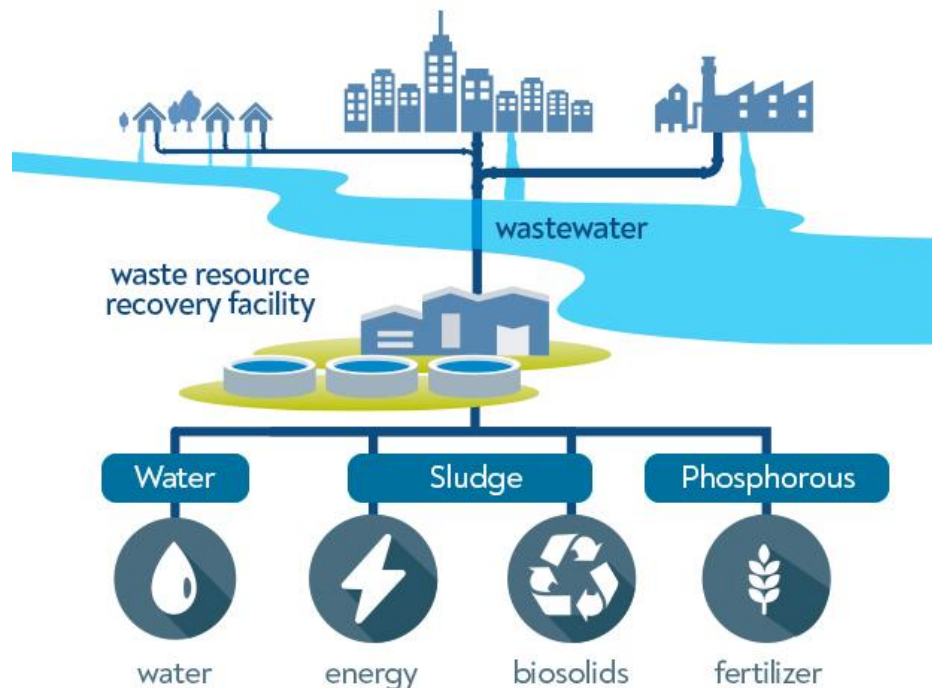 wastewater
waste resource
recovery facility
Water
Sludge
Phosphorous
water
energy
biosolids
fertilizer